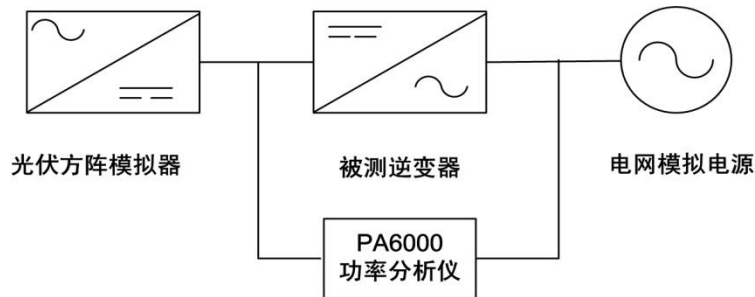 光伏方阵模拟器
被测逆变器
电网模拟电源
PA6000
功率分析仪